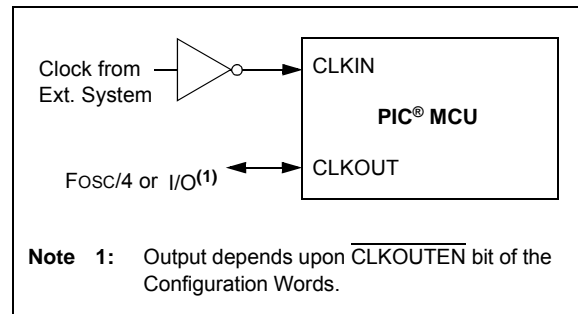 Clock from
Ext. System
CLKIN
PIC® MCU
FOSC/4 or I/O(1)
CLKOUT
Note 1: Output depends upon CLKOUTEN bit of the
Configuration Words.